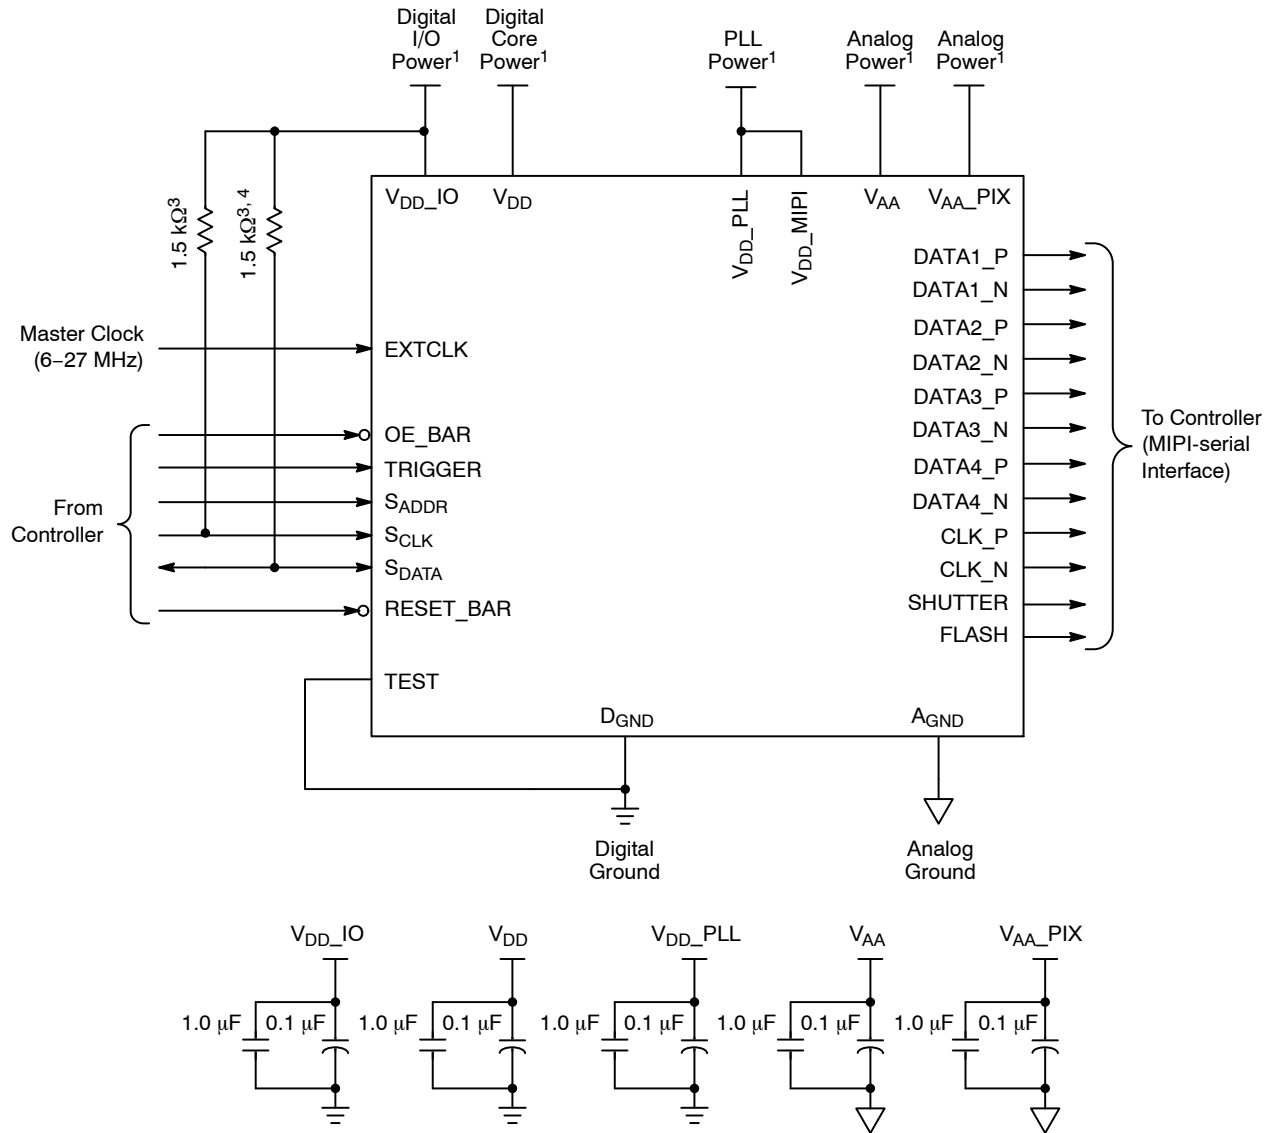 Digital
I/O
Power1
Digital
Core
Power1
PLL
Power1
Analog
Power1
Analog
Power1
VDD_IO
VDD
VDD_PLL
VDD_MIPI
VAA
VAA_PIX
1.5 kΩ3
1.5 kΩ3, 4
Master Clock
(6–27 MHz)
EXTCLK
From
Controller
OE_BAR
TRIGGER
SADDR
SCLK
SDATA
RESET_BAR
TEST
DATA1_P
DATA1_N
DATA2_P
DATA2_N
DATA3_P
DATA3_N
DATA4_P
DATA4_N
CLK_P
CLK_N
SHUTTER
FLASH
To Controller
(MIPI-serial
Interface)
DGND
AGND
Digital
Ground
Analog
Ground
VDD_IO
VDD
VDD_PLL
VAA
VAA_PIX
1.0 μF
0.1 μF
1.0 μF
0.1 μF
1.0 μF
0.1 μF
1.0 μF
0.1 μF
1.0 μF
0.1 μF